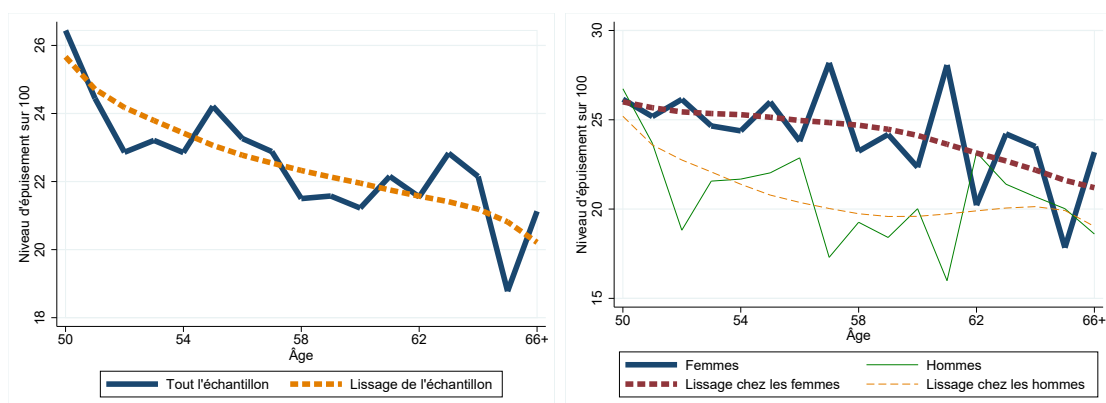 Niveau d'épuisement sur 100
26
24
22
20
18
50 54 58 62 66+
Âge
Tout l'échantillon Lissage de l'échantillon
Niveau d'épuisement sur 100
30
25
20
15
50 54 58 62 66+
Âge
Femmes Hommes
Lissage chez les femmes Lissage chez les hommes